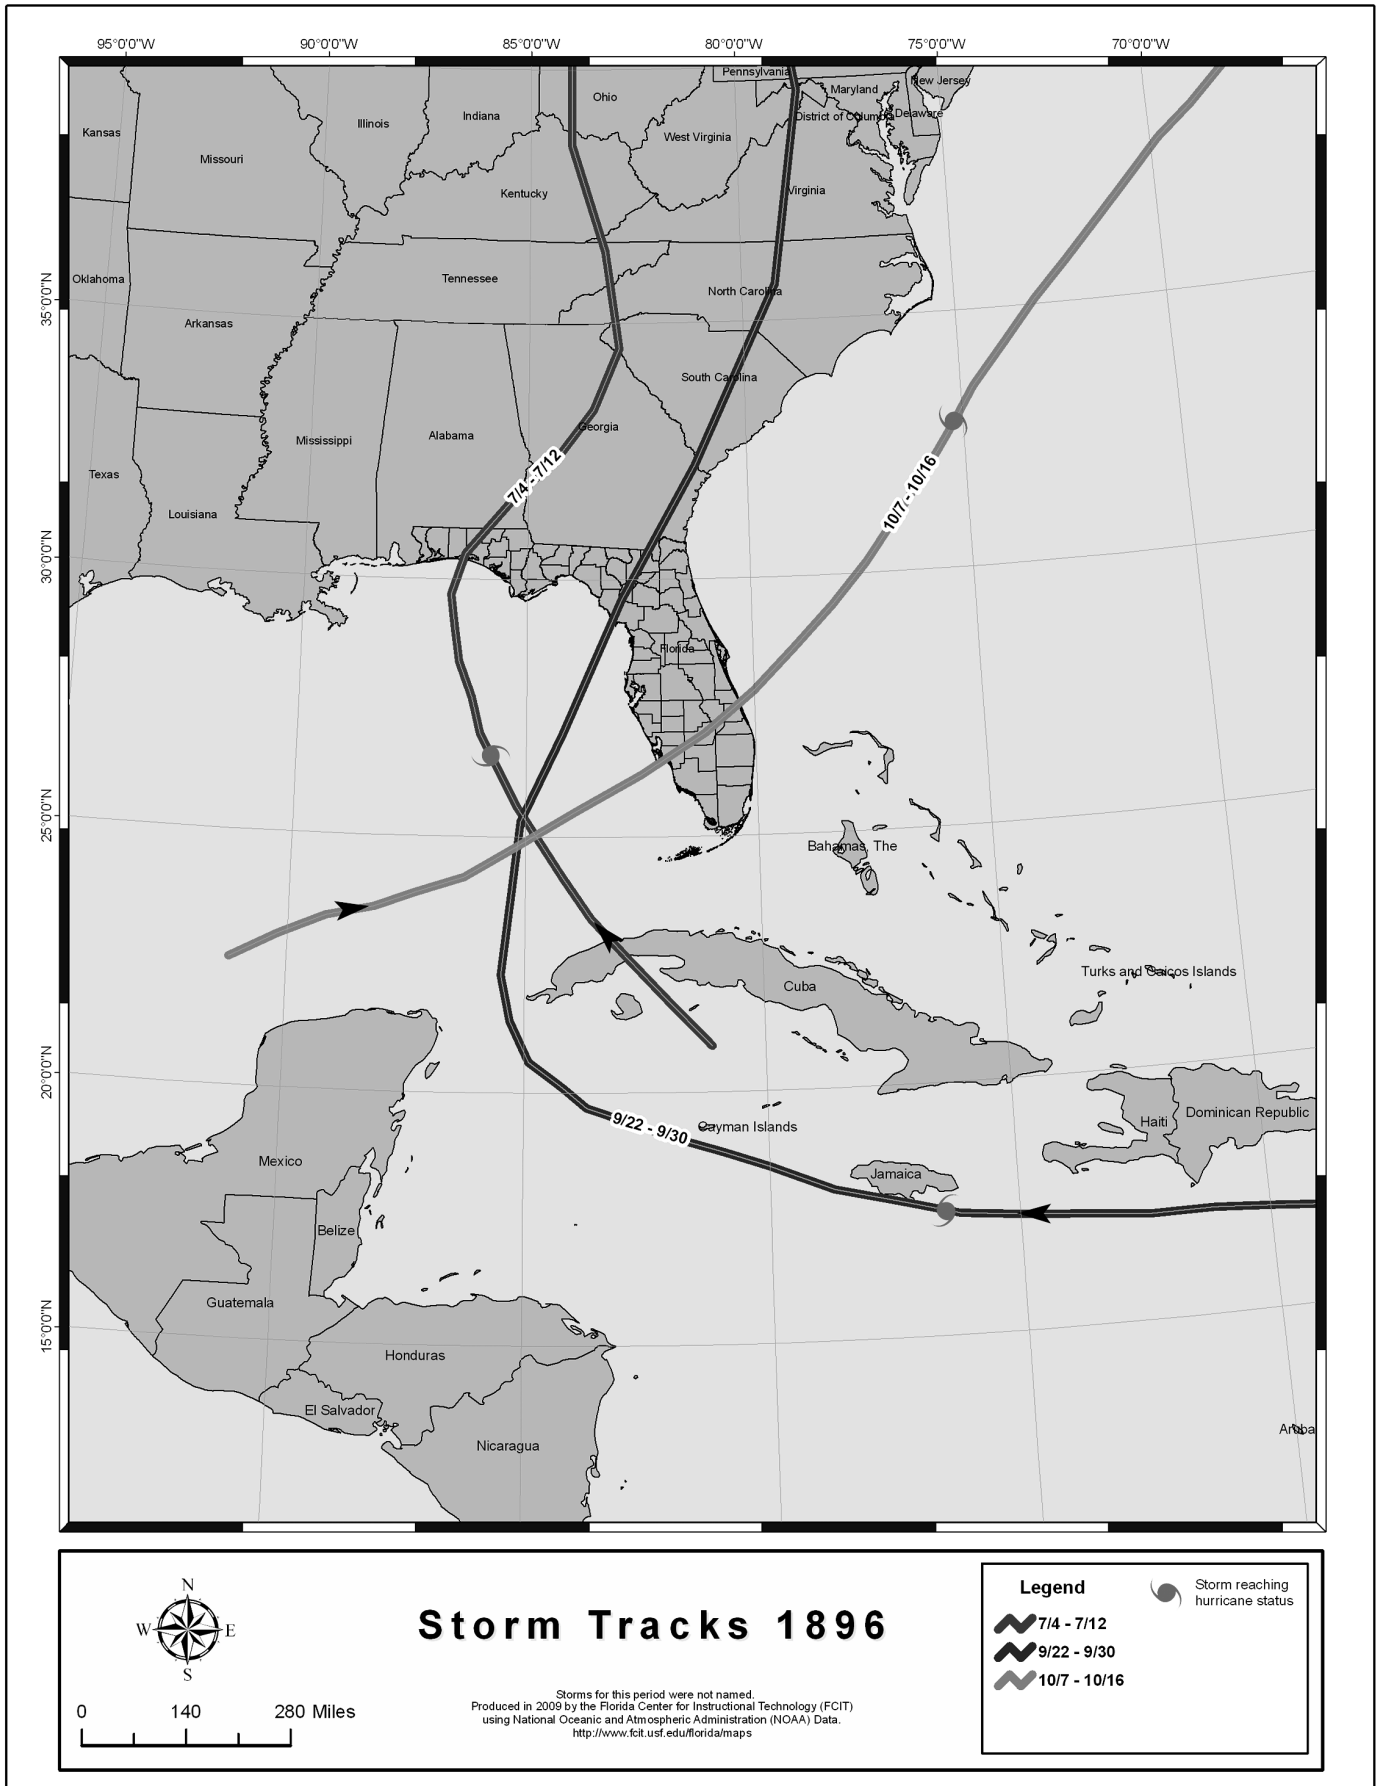 95°0'0"W 90°0'0"W 85°0'0"W 80°0'0"W 75°0'0"W 70°0'0"W
Pennsylvania
New Jersey
Ohio
Maryland
Indiana
District of Columbia
Delaware
Illinois
Kansas
West Virginia
Missouri
Kentucky
Virginia
Oklahoma
Tennessee
35°0'0"N
North Carolina
Arkansas
South Carolina
Georgia
Alabama
Mississippi
7/4 - 7/12
Texas
10/7 - 10/16
Louisiana
30°0'0"N
Florida
25°0'0"N
Bahamas, The
Turks and Caicos Islands
Cuba
20°0'0"N
Dominican Republic
Haiti
9/22 - 9/30
Cayman Islands
Mexico
Jamaica
Belize
Guatemala
15°0'0"N
Honduras
El Salvador
Aruba
Nicaragua
N
W E
S
0 140 280 Miles
Storm Tracks 1896
Storms for this period were not named.
Produced in 2009 by the Florida Center for Instructional Technology (FCIT)
using National Oceanic and Atmospheric Administration (NOAA) Data.
http://www.fcit.usf.edu/florida/maps
Legend
7/4 - 7/12
9/22 - 9/30
10/7 - 10/16
Storm reaching
hurricane status